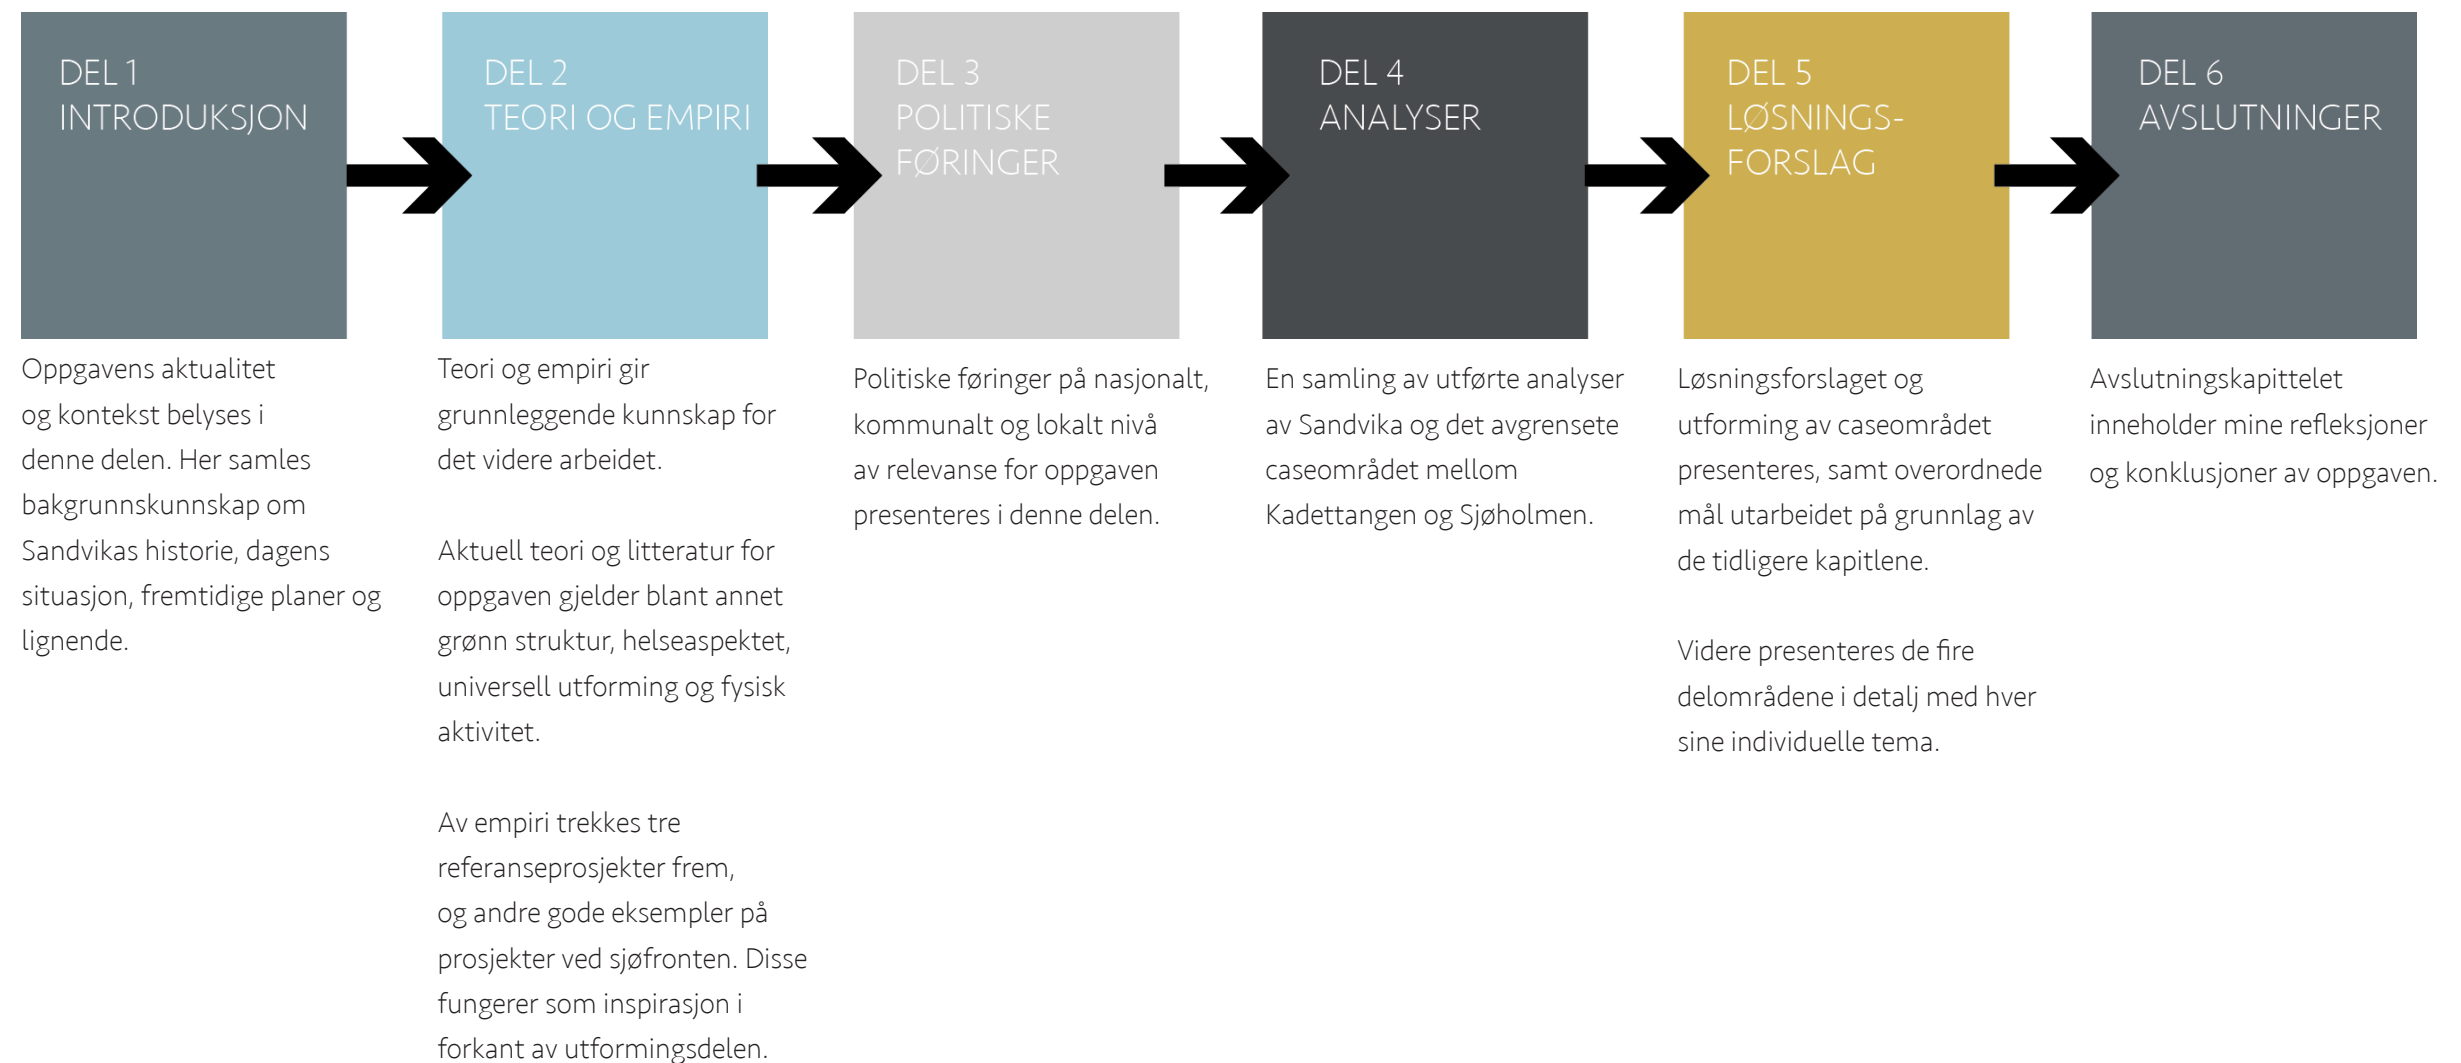 DEL 1
INTRODUKSJON
Oppgavens aktualitet
og kontekst belyses i
denne delen. Her samles
bakgrunnskunnskap om
Sandvikas historie, dagens
situasjon, fremtidige planer og
lignende.
DEL 2
TEORI OG EMPIRI
Teori og empiri gir
grunnleggende kunnskap for
det videre arbeidet.
Aktuell teori og litteratur for
oppgaven gjelder blant annet
grønn struktur, helseaspektet,
universell utforming og fysisk
aktivitet.
Av empiri trekkes tre
referanseprosjekter frem,
og andre gode eksempler på
prosjekter ved sjøfronten. Disse
fungerer som inspirasjon i
forkant av utformingsdelen.
DEL 3
POLITISKE
FØRINGER
Politiske føringer på nasjonalt,
kommunalt og lokalt nivå
av relevanse for oppgaven
presenteres i denne delen.
DEL 4
ANALYSER
En samling av utførte analyser
av Sandvika og det avgrensete
caseområdet mellom
Kadettangen og Sjøholmen.
DEL 5
LØSNINGS-
FORSLAG
Løsningsforslaget og
utforming av caseområdet
presenteres, samt overordnede
mål utarbeidet på grunnlag av
de tidligere kapitlene.
Videre presenteres de fire
delområdene i detalj med hver
sine individuelle tema.
DEL 6
AVSLUTNINGER
Avslutningskapittelet
inneholder mine refleksjoner
og konklusjoner av oppgaven.